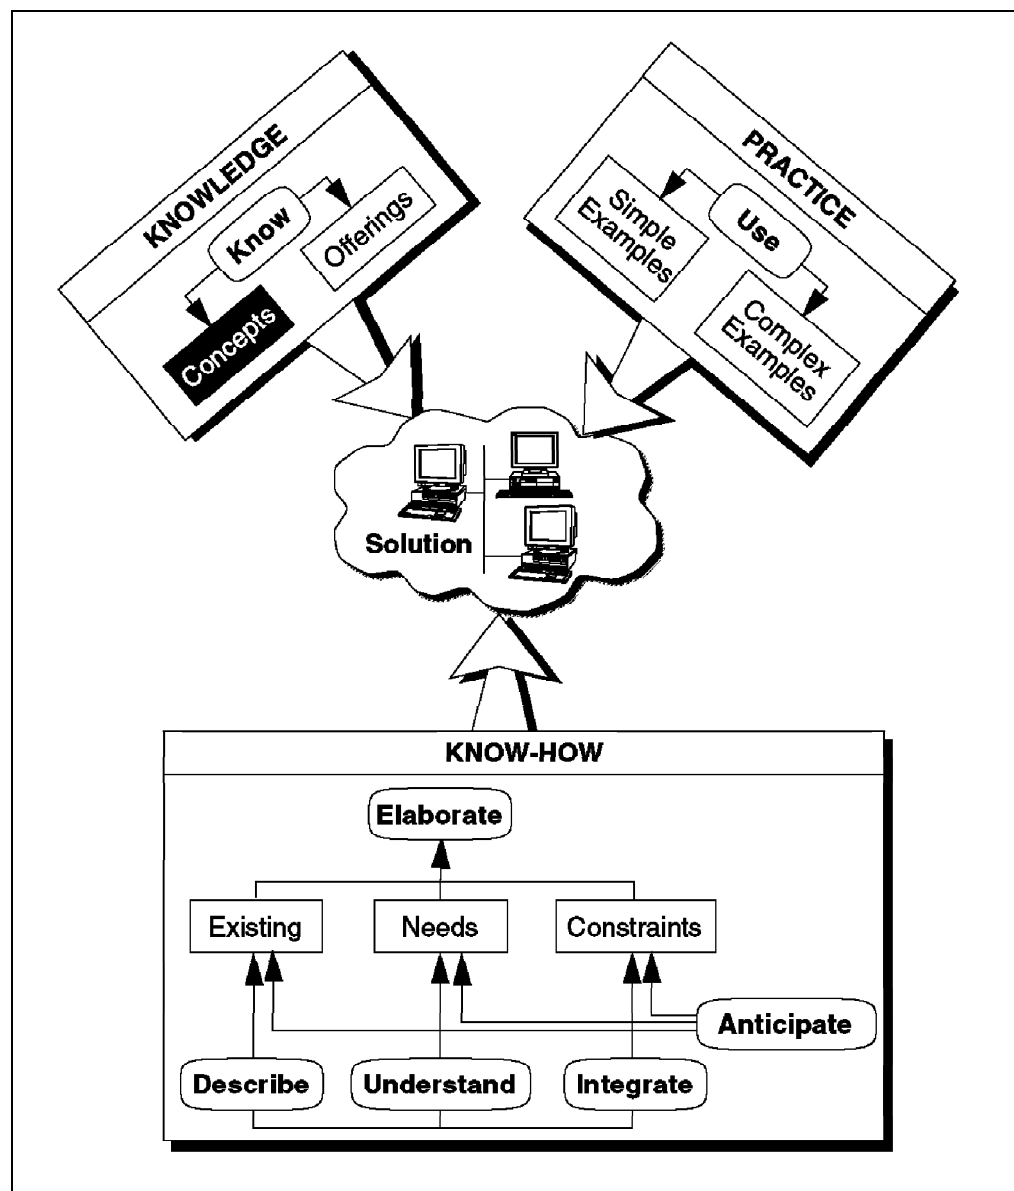 KNOWLEDGE
Know
Offerings
Concepts
PRACTICE
Simple
Examples
Use
Complex
Examples
Solution
KNOW-HOW
Elaborate
Existing
Needs
Constraints
Anticipate
Describe
Understand
Integrate